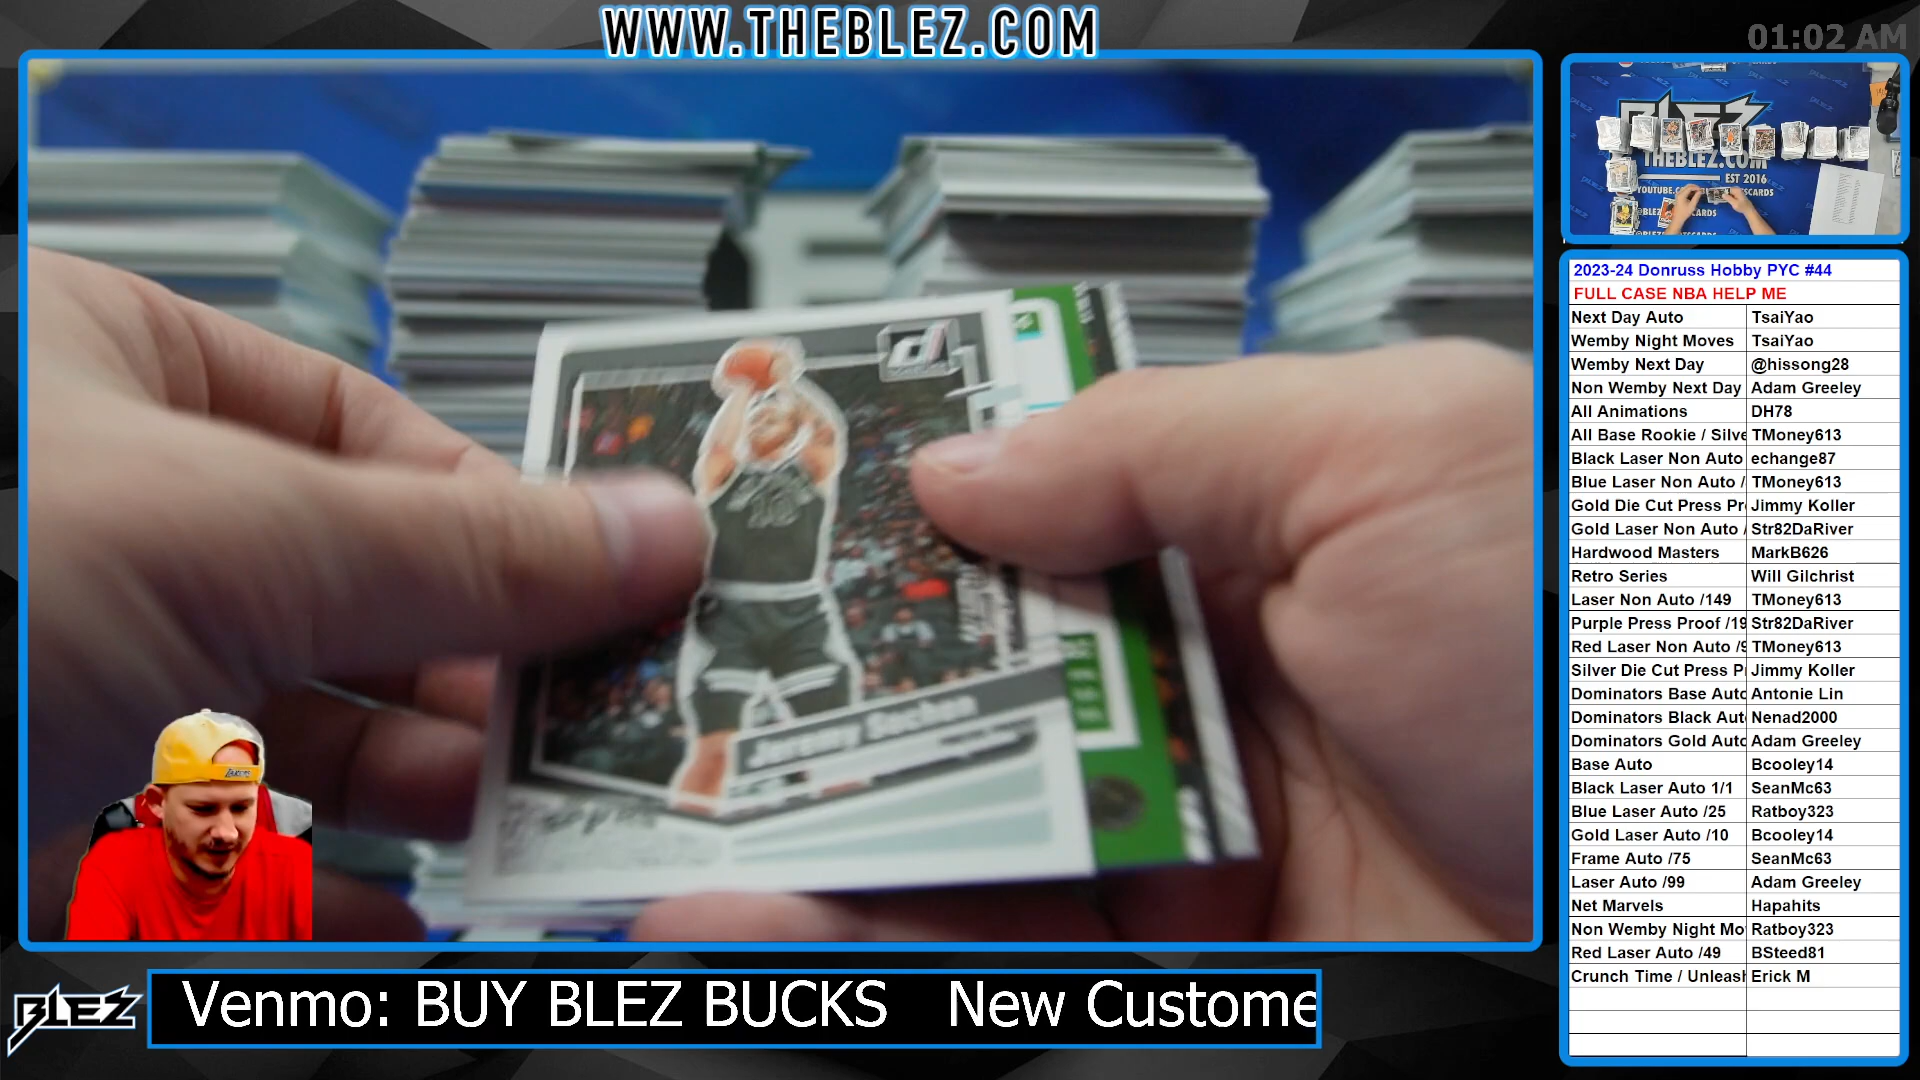 WWW.THEBLEZ.COM
01:02 AM
BLEZ
THEBLEZ.COM
EST 2016
2023-24 Donruss Hobby PYC #44
FULL CASE NBA HELP ME
Next Day Auto TsaiYao
Wemby Night Moves TsaiYao
Wemby Next Day @hissong28
Non Wemby Next Day Adam Greeley
All Animations DH78
All Base Rookie / Silve TMoney613
Black Laser Non Auto echange87
Blue Laser Non Auto / TMoney613
Gold Die Cut Press Pr Jimmy Koller
Gold Laser Non Auto / Str82DaRiver
Hardwood Masters MarkB626
Retro Series Will Gilchrist
Laser Non Auto /149 TMoney613
Purple Press Proof /19 Str82DaRiver
Red Laser Non Auto /9 TMoney613
Silver Die Cut Press P Jimmy Koller
Dominators Base Auto Antonie Lin
Dominators Black Aut Nenad2000
Dominators Gold Auto Adam Greeley
Base Auto Bcooley14
Black Laser Auto 1/1 SeanMc63
Blue Laser Auto /25 Ratboy323
Gold Laser Auto /10 Bcooley14
Frame Auto /75 SeanMc63
Laser Auto /99 Adam Greeley
Net Marvels Hapahits
Non Wemby Night Mo Ratboy323
Red Laser Auto /49 BSteed81
Crunch Time / Unleash Erick M
Jeremy Sochan
BLEZ
Venmo: BUY BLEZ BUCKS New Custome